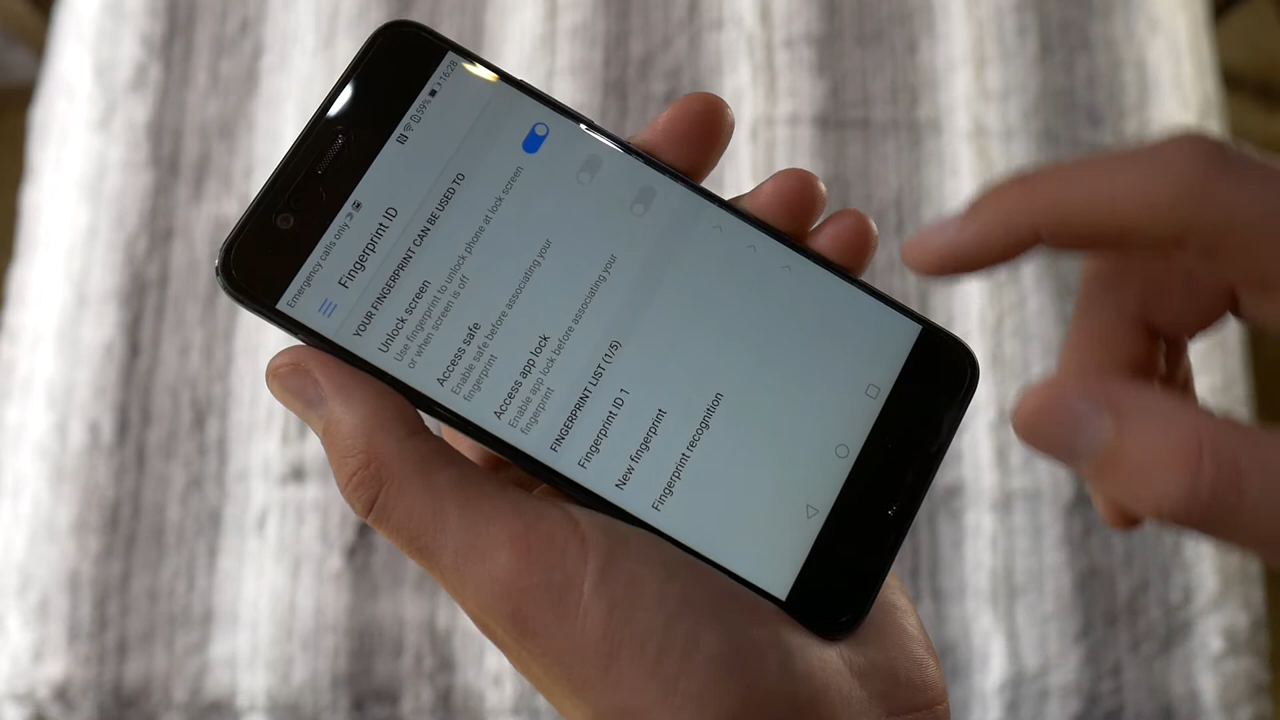 Emergency calls only 59% 16:28
Fingerprint ID
YOUR FINGERPRINT CAN BE USED TO
Unlock screen
Use fingerprint to unlock phone at lock screen
or when screen is off
Access safe
Enable safe before associating your
fingerprint
Access app lock
Enable app lock before associating your
fingerprint
FINGERPRINT LIST (1/5)
Fingerprint ID 1
New fingerprint
Fingerprint recognition